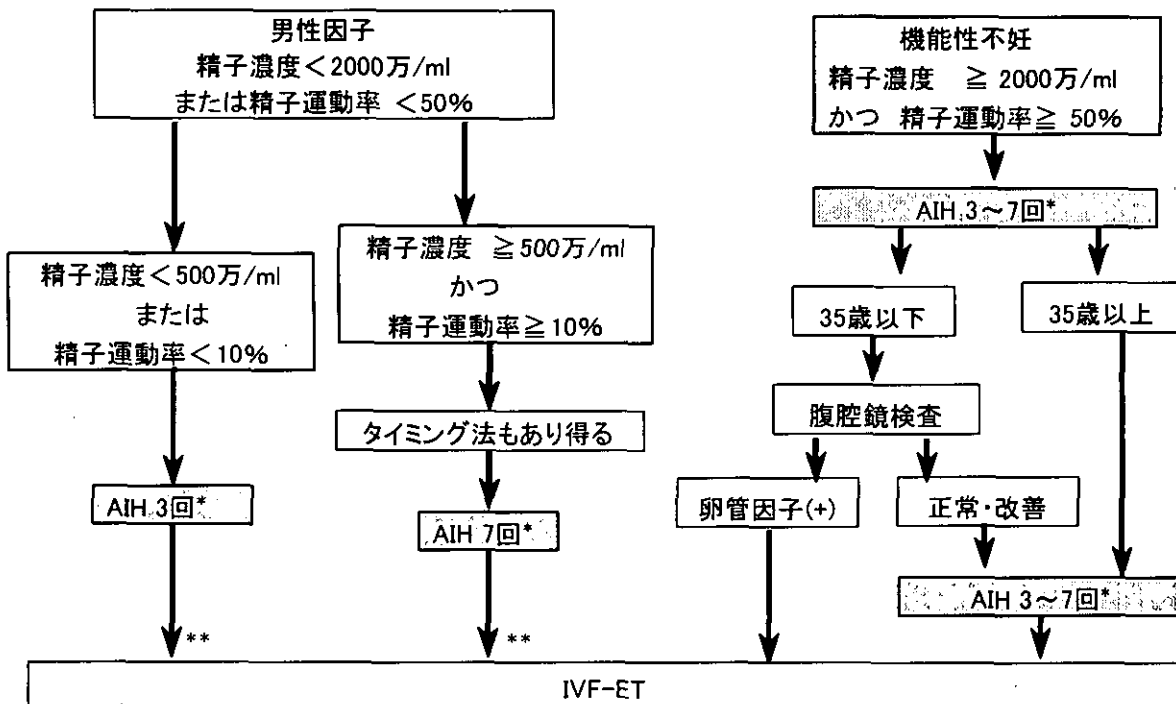 男性因子
精子濃度<2000万/ml
または精子運動率 <50%
機能性不妊
精子濃度 ≧ 2000万/ml
かつ 精子運動率≧ 50%
AIH 3〜7回*
精子濃度<500万/ml
または
精子運動率<10%
精子濃度 ≧500万/ml
かつ
精子運動率≧10%
35歳以下
35歳以上
腹腔鏡検査
タイミング法もあり得る
AIH 3回*
卵管因子(+)
正常・改善
AIH 7回*
AIH 3〜7回*
**
**
IVF-ET